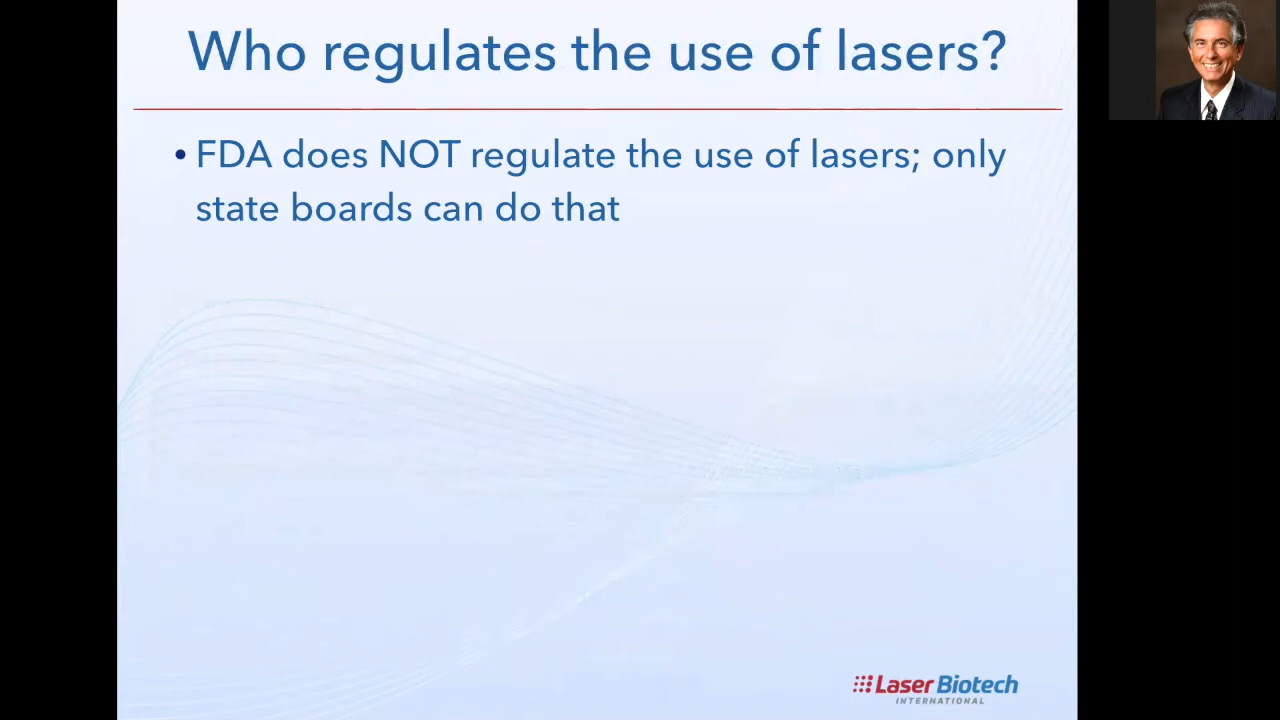 Who regulates the use of lasers?
• FDA does NOT regulate the use of lasers; only
state boards can do that
Laser Biotech
INTERNATIONAL